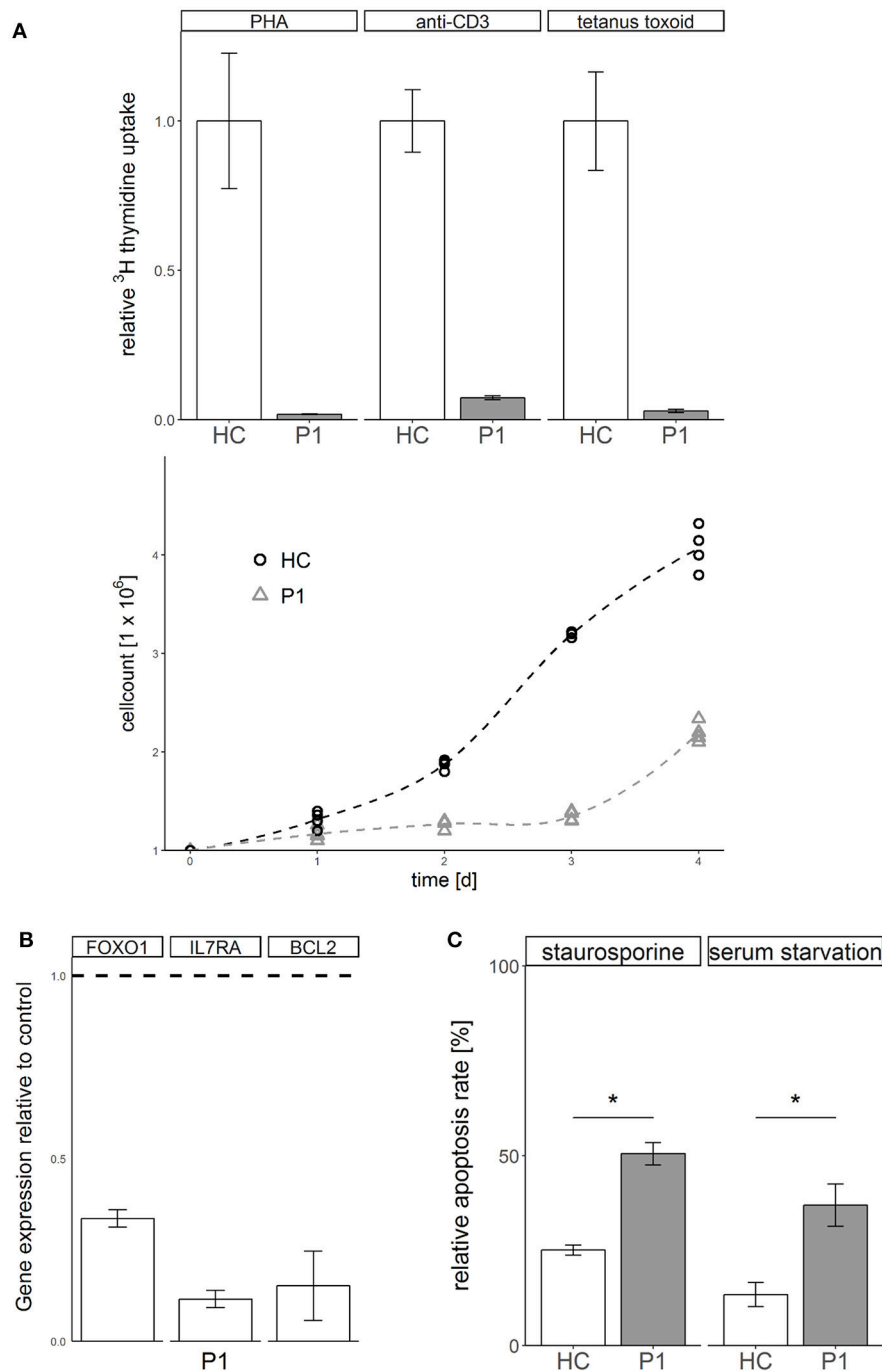 A
PHA anti-CD3 tetanus toxoid
relative ³H thymidine uptake
1.0
0.5
0.0
HC P1 HC P1 HC P1
cellcount [1 x 10⁶]
HC
P1
4
3
2
1
0 1 2 3 4
time [d]
B
FOXO1 IL7RA BCL2
Gene expression relative to control
1.0
0.5
0.0
P1
C
staurosporine serum starvation
relative apoptosis rate [%]
100
50
0
* *
HC P1 HC P1